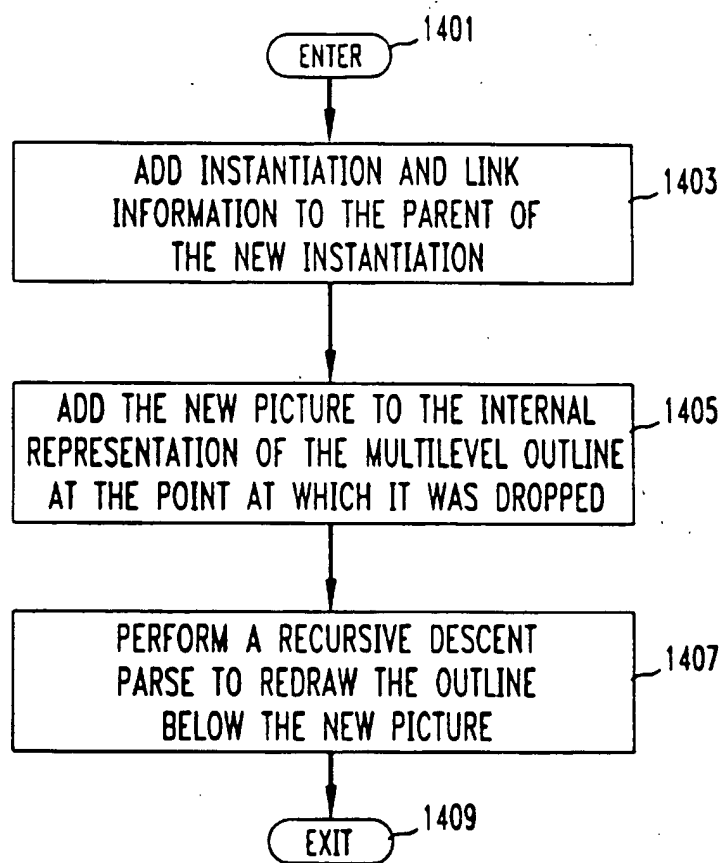 1401
ENTER
ADD INSTANTIATION AND LINK
INFORMATION TO THE PARENT OF
THE NEW INSTANTIATION
1403
ADD THE NEW PICTURE TO THE INTERNAL
REPRESENTATION OF THE MULTILEVEL OUTLINE
AT THE POINT AT WHICH IT WAS DROPPED
1405
PERFORM A RECURSIVE DESCENT
PARSE TO REDRAW THE OUTLINE
BELOW THE NEW PICTURE
1407
EXIT
1409